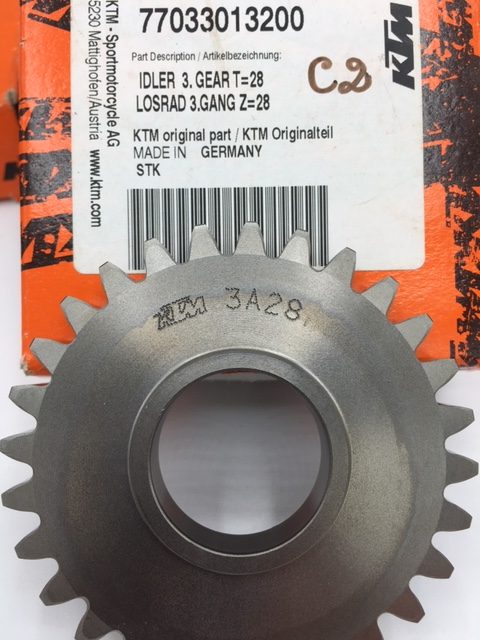 77033013200
Part Description / Artikelbezeichnung:
IDLER 3. GEAR T=28
LOSRAD 3.GANG Z=28
C2
KTM original part / KTM Originalteil
MADE IN GERMANY
STK
KTM - Sportmotorcycle AG
5230 Mattighofen/Austria
www.ktm.com
KTM
KTM 3A28